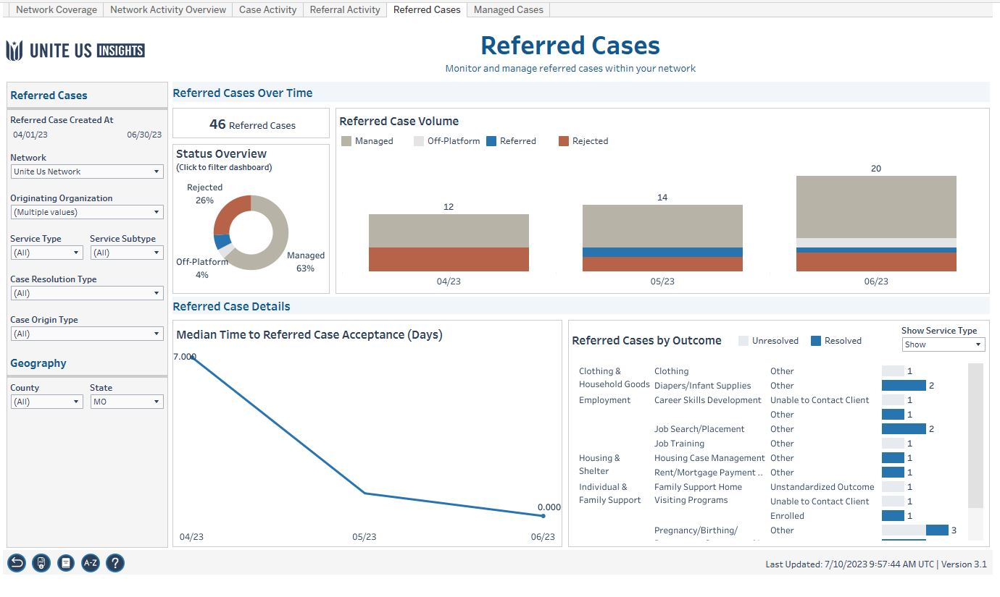 Network Coverage
Network Activity Overview
Case Activity
Referral Activity
Referred Cases
Managed Cases
UNITE US INSIGHTS
Referred Cases
Monitor and manage referred cases within your network
Referred Cases
Referred Case Created At
04/01/23 06/30/23
Network
Unite Us Network
Originating Organization
(Multiple values)
Service Type Service Subtype
(All) (All)
Case Resolution Type
(All)
Case Origin Type
(All)
Geography
County State
(All) MO
Referred Cases Over Time
46 Referred Cases
Status Overview
(Click to filter dashboard)
Rejected
26%
Off-Platform
4%
Managed
63%
Referred Case Volume
Managed Off-Platform Referred Rejected
12
14
20
04/23 05/23 06/23
Referred Case Details
Median Time to Referred Case Acceptance (Days)
7.000
0.000
04/23 05/23 06/23
Referred Cases by Outcome
Unresolved Resolved
Show Service Type
Show
Clothing & Household Goods
Clothing Other 1
Diapers/Infant Supplies Other 2
Employment Career Skills Development Unable to Contact Client 1
Other 1
Job Search/Placement Other 2
Job Training Other 1
Housing & Shelter
Housing Case Management Other 1
Rent/Mortgage Payment .. Other 1
Individual & Family Support
Family Support Home Visiting Programs
Unstandardized Outcome 1
Unable to Contact Client 1
Enrolled 1
Pregnancy/Birthing/ Other 3
A-Z
?
Last Updated: 7/10/2023 9:57:44 AM UTC | Version 3.1